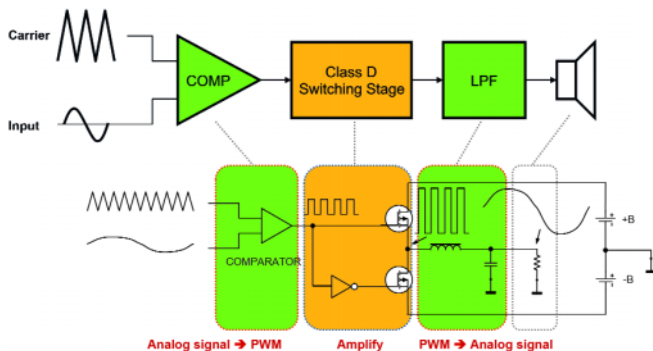 Carrier
COMP
Class D
Switching Stage
LPF
Input
COMPARATOR
+B
-B
Analog signal ➔ PWM
Amplify
PWM ➔ Analog signal